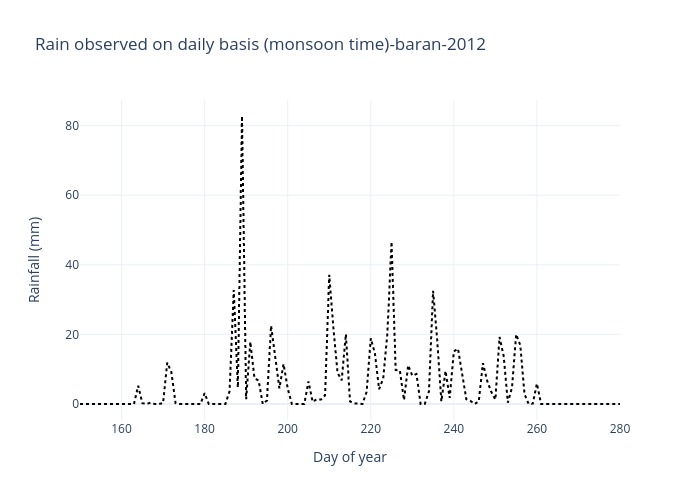 Rain observed on daily basis (monsoon time)-baran-2012
80
60
40
20
0
Rainfall (mm)
160 180 200 220 240 260 280
Day of year